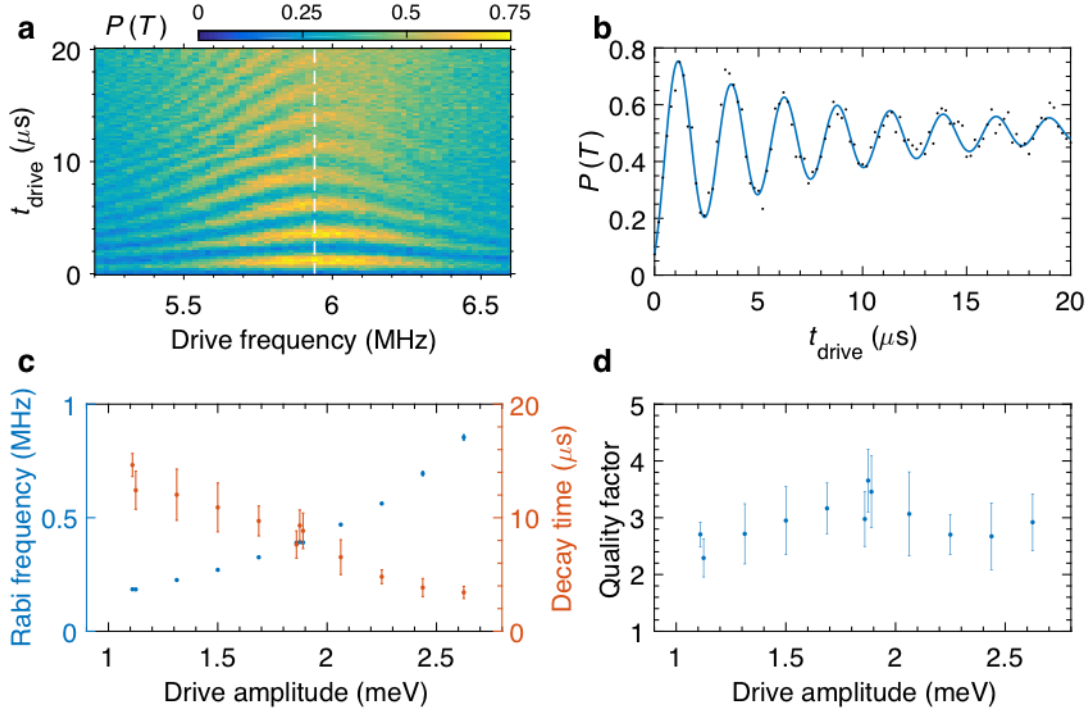 a
P(T)
0 0.25 0.5 0.75
20
10
0
t_drive (μs)
5.5 6 6.5
Drive frequency (MHz)
b
0.8
0.6
0.4
0.2
0
P(T)
0 5 10 15 20
t_drive (μs)
c
1
0.5
0
Rabi frequency (MHz)
20
10
0
Decay time (μs)
1 1.5 2 2.5
Drive amplitude (meV)
d
5
4
3
2
1
Quality factor
1 1.5 2 2.5
Drive amplitude (meV)